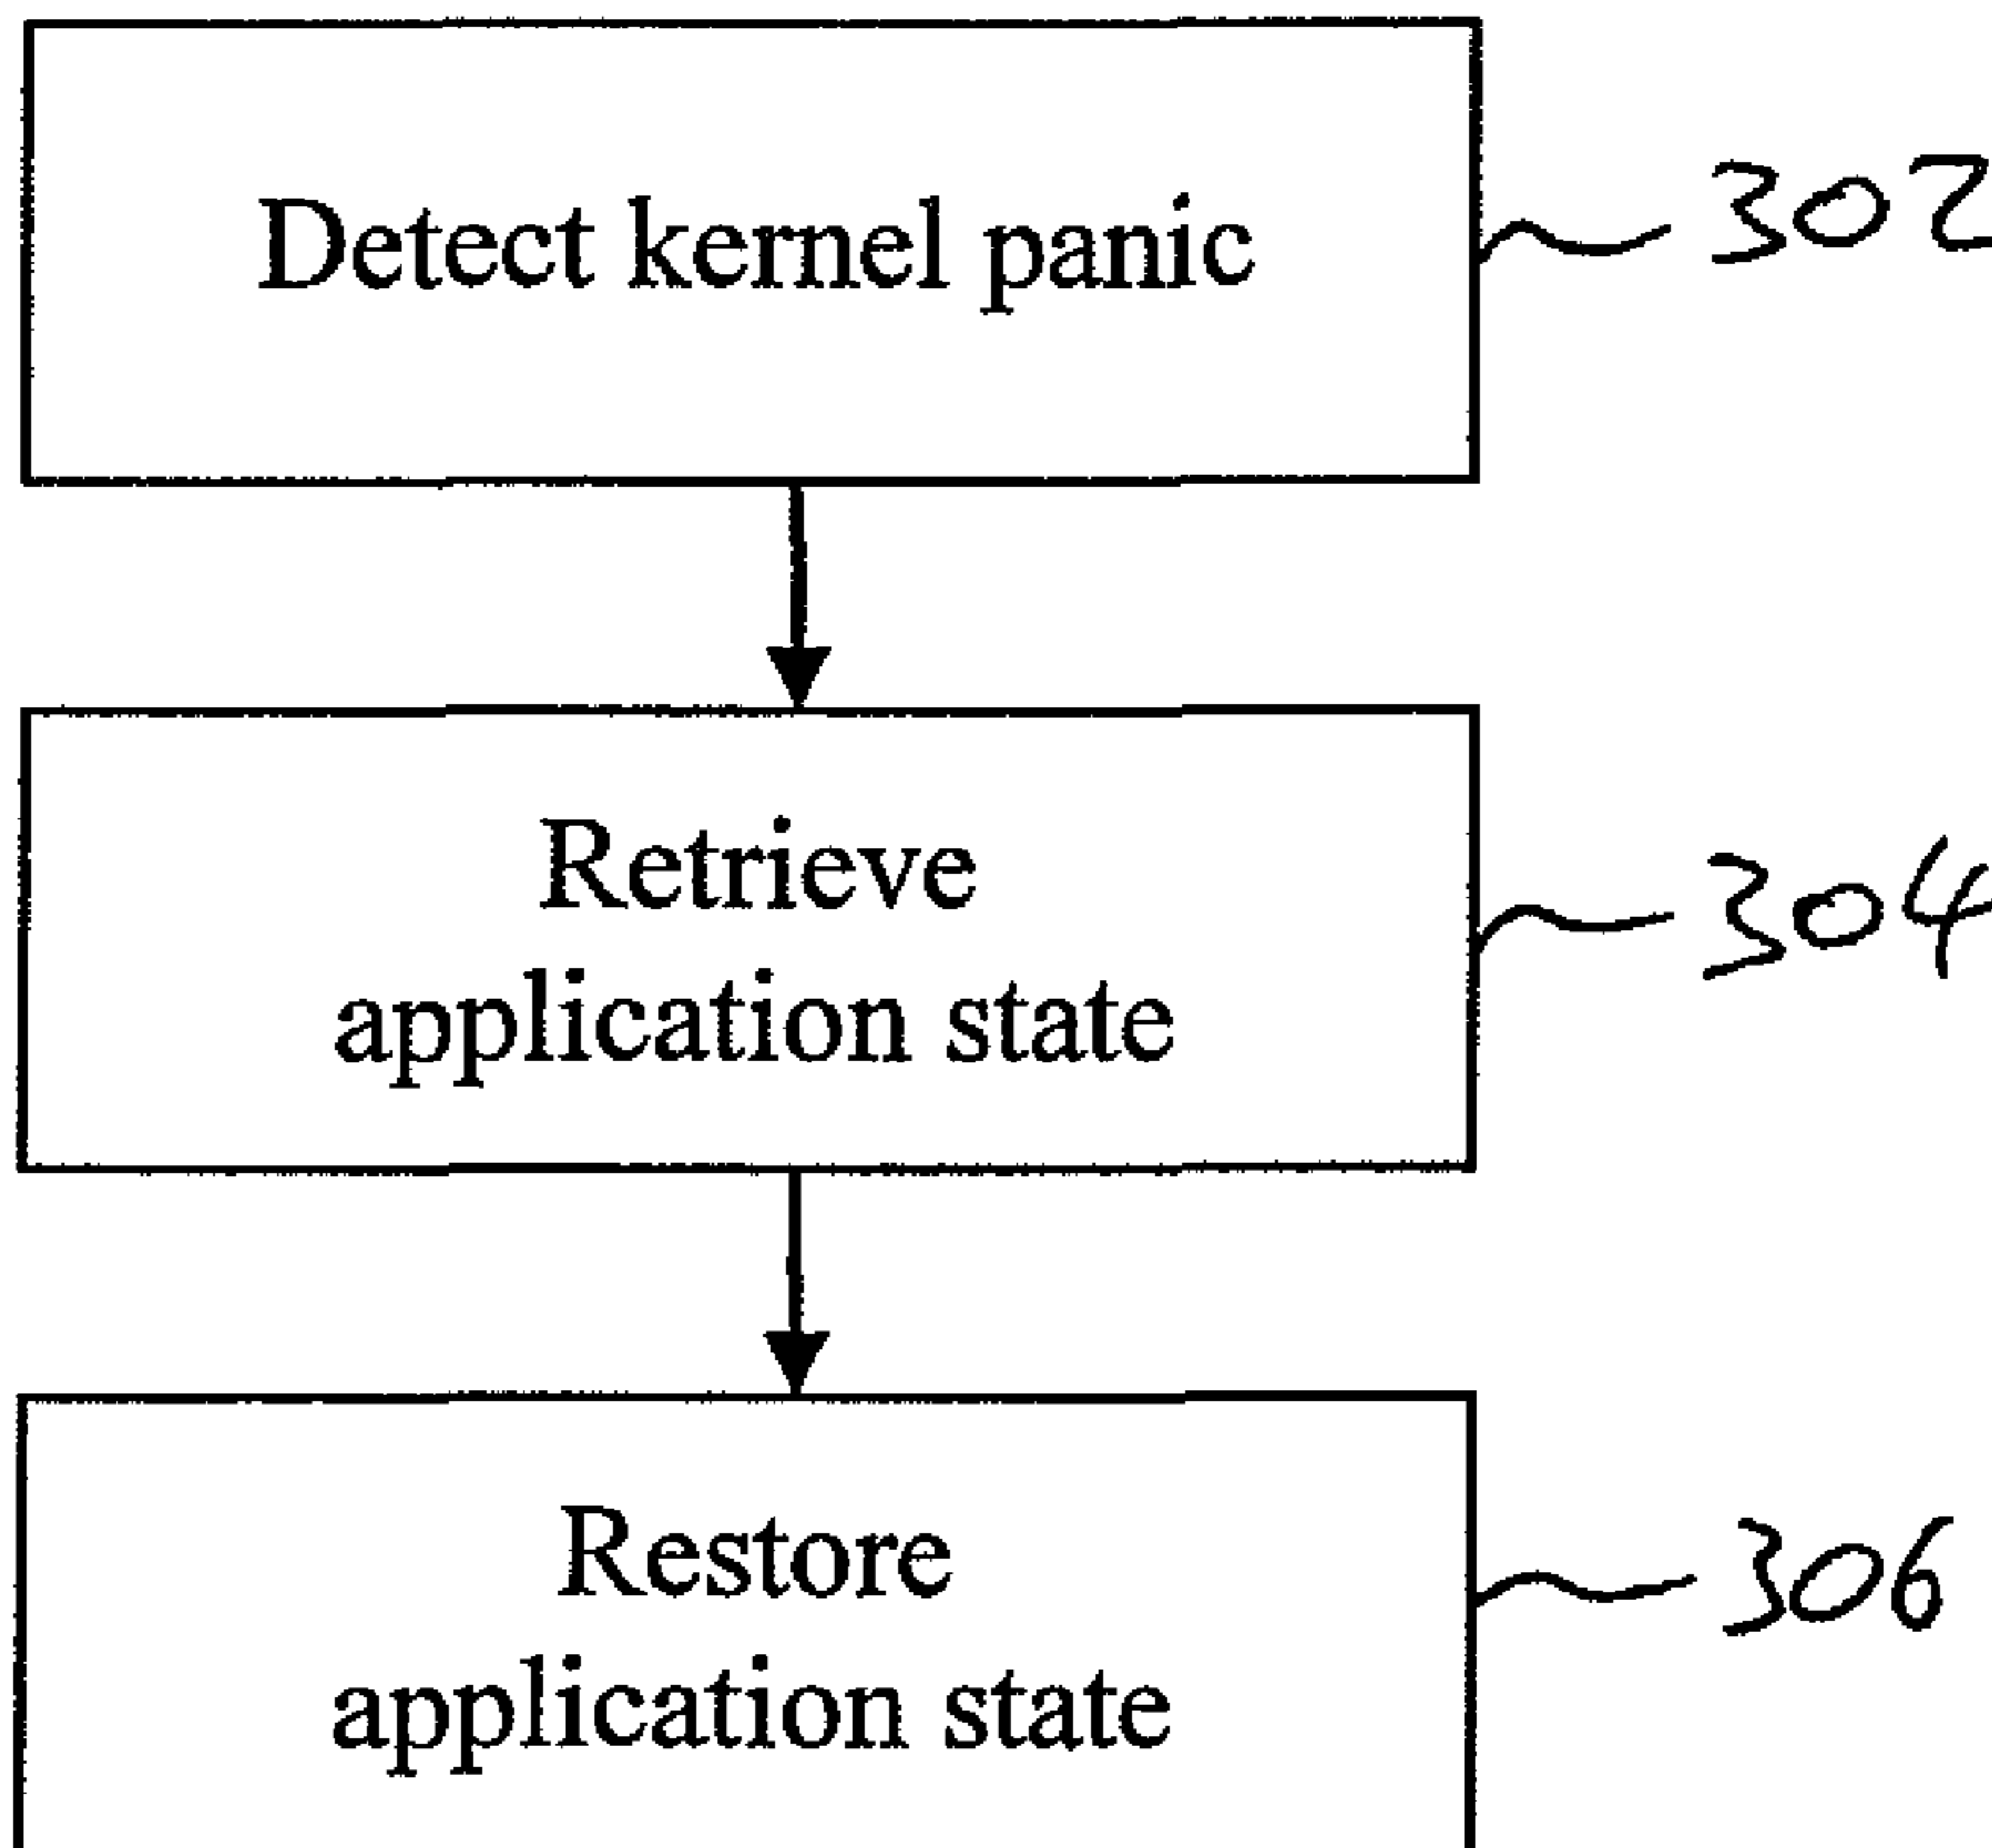 Detect kernel panic
302
Retrieve
application state
304
Restore
application state
306